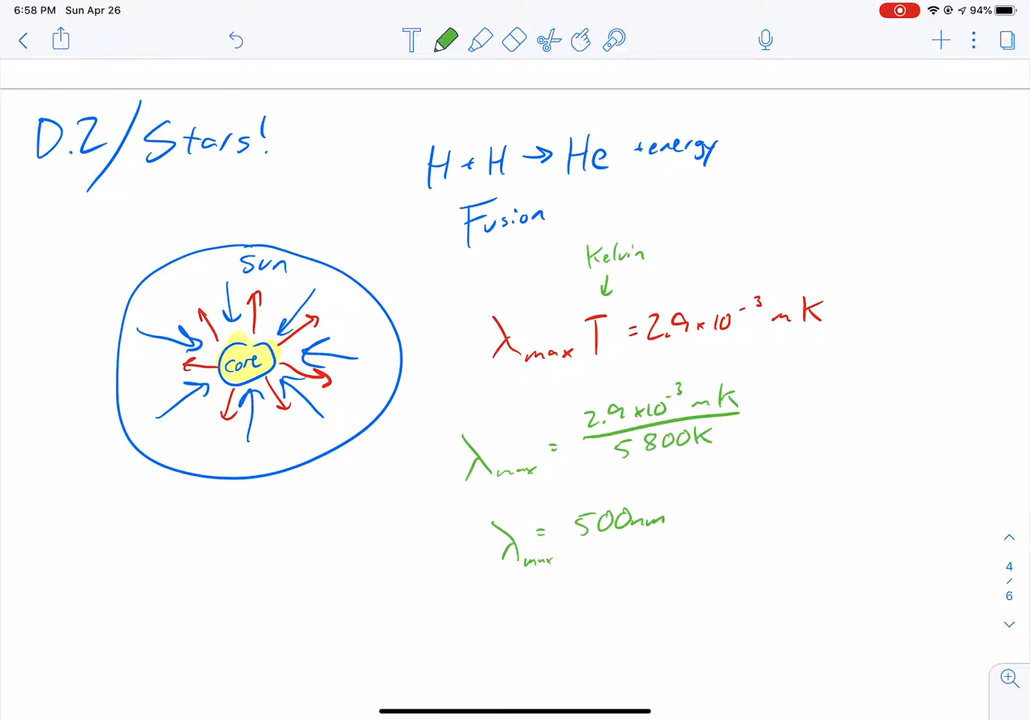 6:58 PM Sun Apr 26
94%
T
D.2/Stars!
H + H → He + energy
Fusion
Kelvin
↓
Sun
core
λmax T = 2.9 × 10⁻³ m K
λmax = 2.9 × 10⁻³ m K
5800K
λmax = 500nm
4
/
6